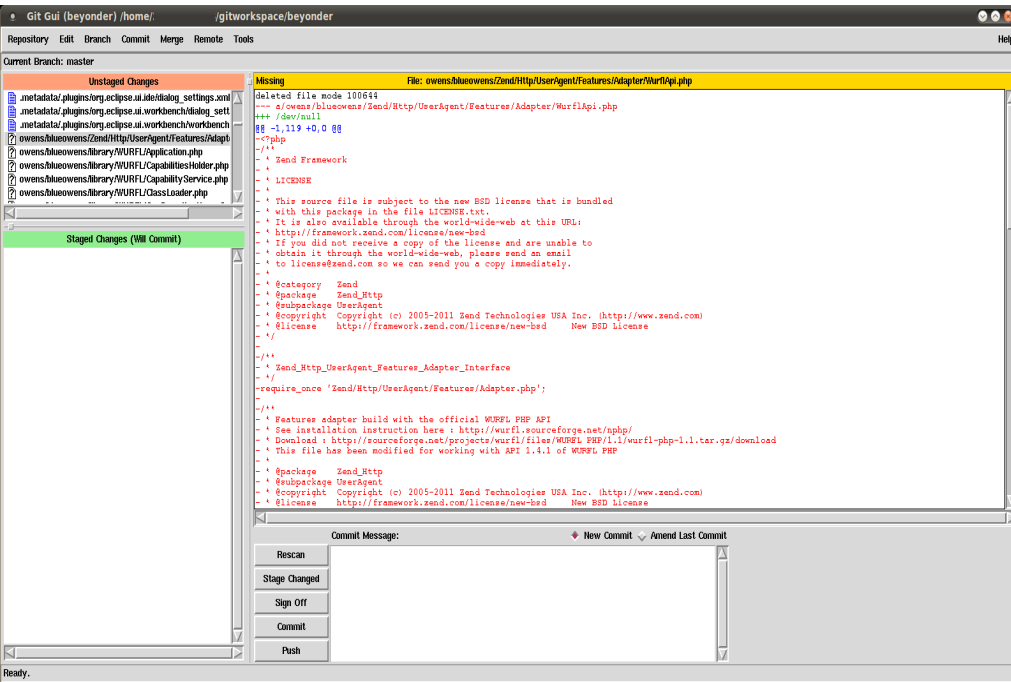 Git Gui (beyonder) /home/: /gitworkspace/beyonder
Repository Edit Branch Commit Merge Remote Tools Help
Current Branch: master
Unstaged Changes
.metadata/.plugins/org.eclipse.ui.ide/dialog_settings.xml
.metadata/.plugins/org.eclipse.ui.workbench/dialog_sett
.metadata/.plugins/org.eclipse.ui.workbench/workbench
owens/blueowens/Zend/Http/UserAgent/Features/Adapt
owens/blueowens/library/WURFL/Application.php
owens/blueowens/library/WURFL/CapabilitiesHolder.php
owens/blueowens/library/WURFL/CapabilityService.php
owens/blueowens/library/WURFL/ClassLoader.php
Staged Changes (Will Commit)
Missing File: owens/blueowens/Zend/Http/UserAgent/Features/Adapter/WurflApi.php
deleted file mode 100644
--- a/owens/blueowens/Zend/Http/UserAgent/Features/Adapter/WurflApi.php
+++ /dev/null
@@ -1,119 +0,0 @@
-<?php
-/**
- * Zend Framework
- *
- * LICENSE
- *
- * This source file is subject to the new BSD license that is bundled
- * with this package in the file LICENSE.txt.
- * It is also available through the world-wide-web at this URL:
- * http://framework.zend.com/license/new-bsd
- * If you did not receive a copy of the license and are unable to
- * obtain it through the world-wide-web, please send an email
- * to license@zend.com so we can send you a copy immediately.
- *
- * @category Zend
- * @package Zend_Http
- * @subpackage UserAgent
- * @copyright Copyright (c) 2005-2011 Zend Technologies USA Inc. (http://www.zend.com)
- * @license http://framework.zend.com/license/new-bsd New BSD License
- */
-
-/**
- * Zend_Http_UserAgent_Features_Adapter_Interface
- */
-require_once 'Zend/Http/UserAgent/Features/Adapter.php';
-
-/**
- * Features adapter build with the official WURFL PHP API
- * See installation instruction here : http://wurfl.sourceforge.net/nphp/
- * Download : http://sourceforge.net/projects/wurfl/files/WURFL PHP/1.1/wurfl-php-1.1.tar.gz/download
- * This file has been modified for working with API 1.4.1 of WURFL PHP
- *
- * @package Zend_Http
- * @subpackage UserAgent
- * @copyright Copyright (c) 2005-2011 Zend Technologies USA Inc. (http://www.zend.com)
- * @license http://framework.zend.com/license/new-bsd New BSD License
Commit Message: New Commit Amend Last Commit
Rescan
Stage Changed
Sign Off
Commit
Push
Ready.